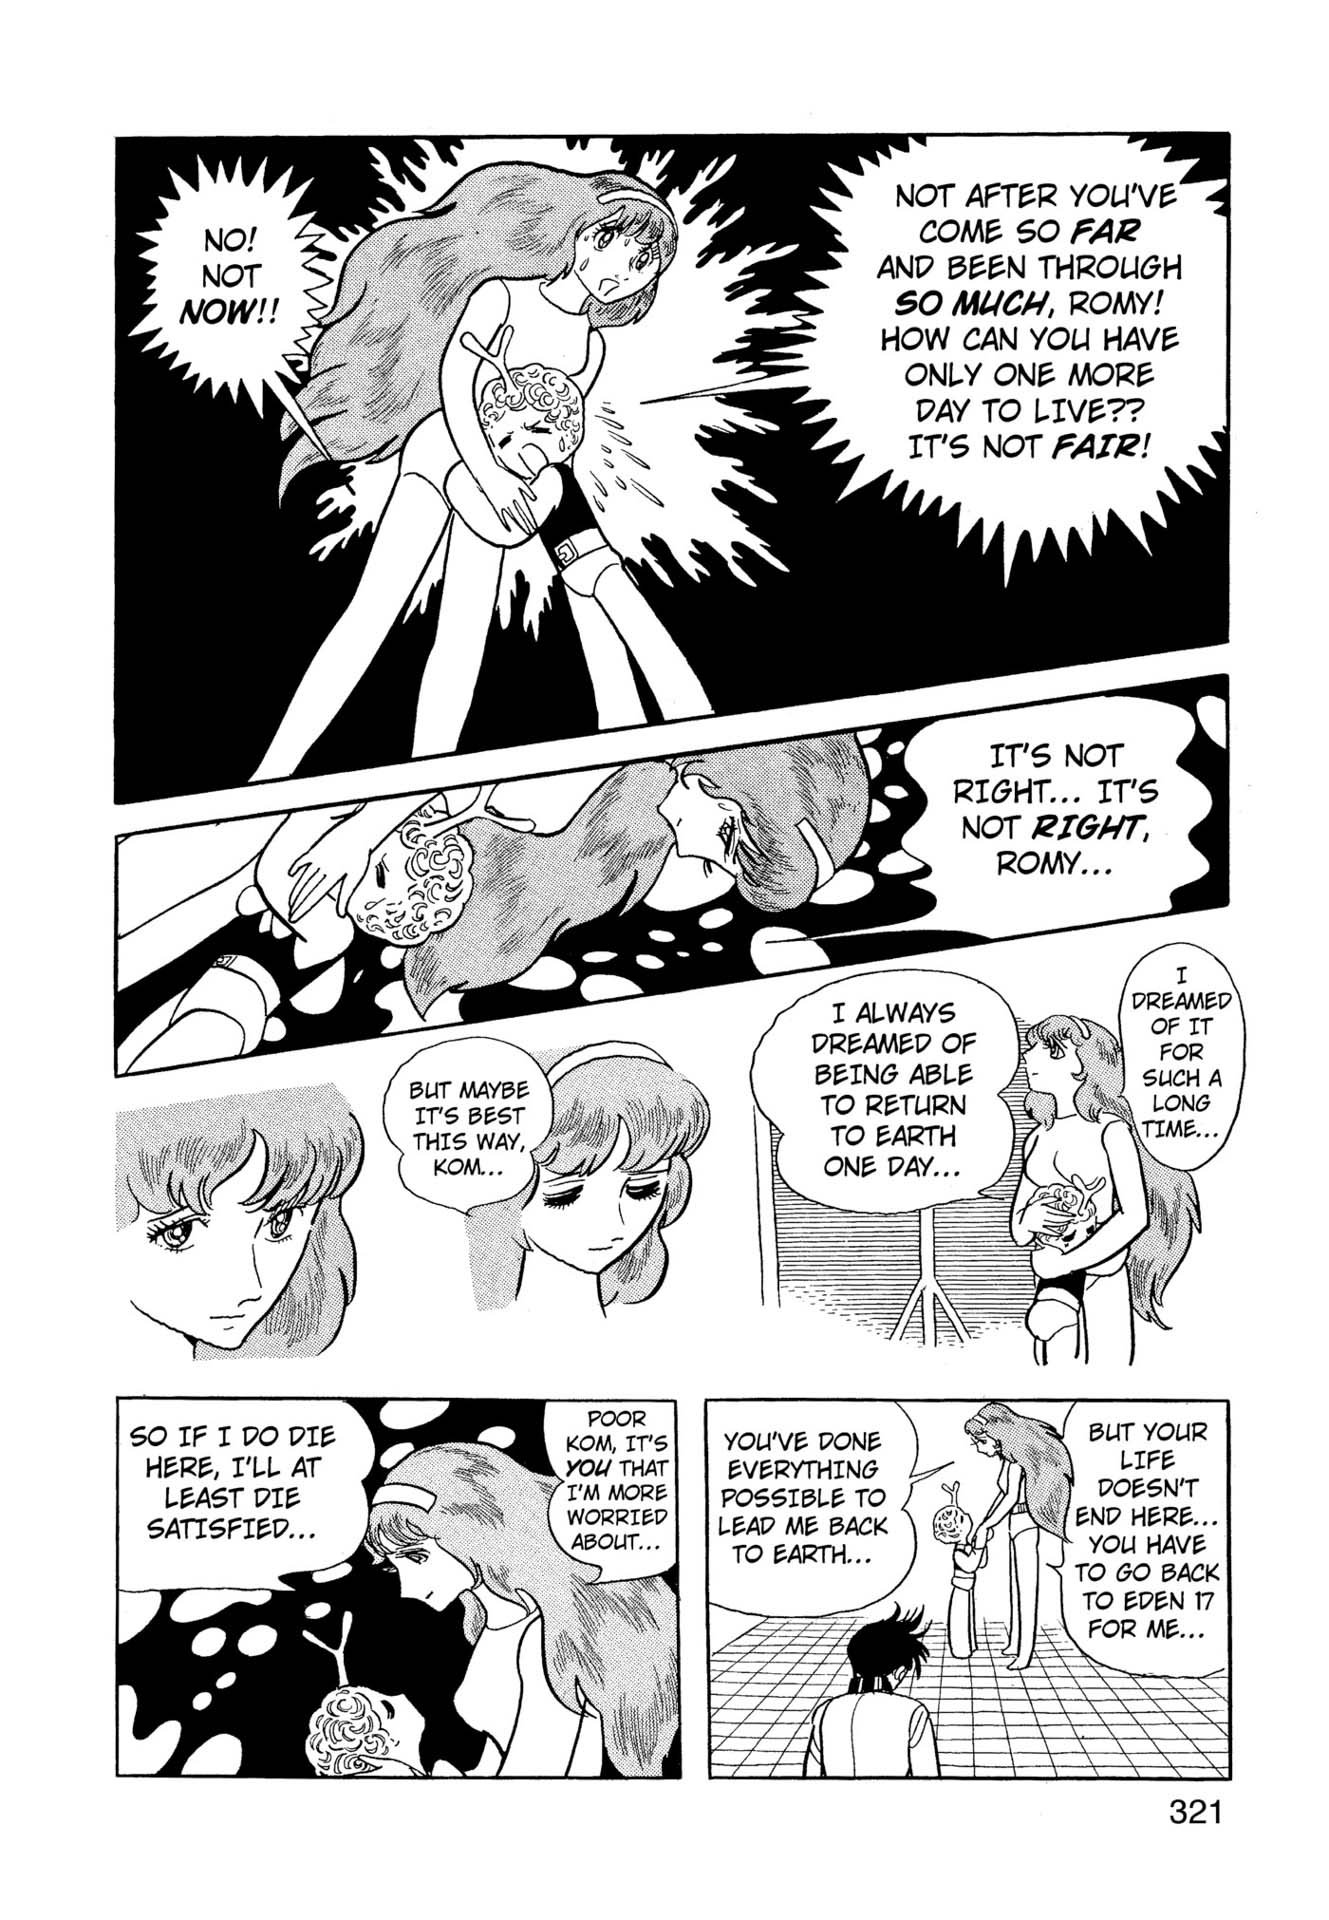 NO!
NOT
NOW!!
NOT AFTER YOU'VE
COME SO FAR
AND BEEN THROUGH
SO MUCH, ROMY!
HOW CAN YOU HAVE
ONLY ONE MORE
DAY TO LIVE??
IT'S NOT FAIR!
IT'S NOT
RIGHT... IT'S
NOT RIGHT,
ROMY...
BUT MAYBE
IT'S BEST
THIS WAY,
KOM...
I ALWAYS
DREAMED OF
BEING ABLE
TO RETURN
TO EARTH
ONE DAY...
I
DREAMED
OF IT
FOR
SUCH A
LONG
TIME...
SO IF I DO DIE
HERE, I'LL AT
LEAST DIE
SATISFIED...
POOR
KOM, IT'S
YOU THAT
I'M MORE
WORRIED
ABOUT...
YOU'VE DONE
EVERYTHING
POSSIBLE TO
LEAD ME BACK
TO EARTH...
BUT YOUR
LIFE
DOESN'T
END HERE...
YOU HAVE
TO GO BACK
TO EDEN 17
FOR ME...
321